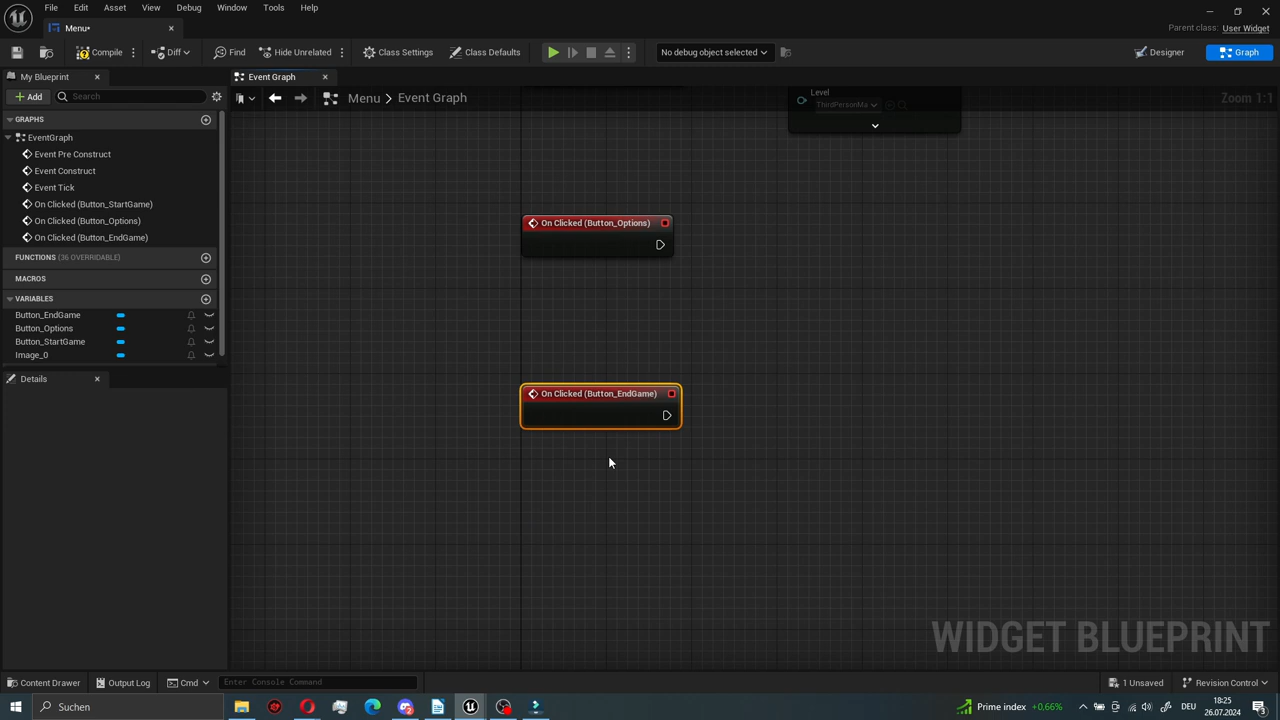 File Edit Asset View Debug Window Tools Help
Menu•
Parent class: User Widget
Compile Diff Find Hide Unrelated Class Settings Class Defaults No debug object selected Designer Graph
My Blueprint
Event Graph
Add Search
Menu > Event Graph
Zoom 1:1
GRAPHS
EventGraph
Event Pre Construct
Event Construct
Event Tick
On Clicked (Button_StartGame)
On Clicked (Button_Options)
On Clicked (Button_EndGame)
FUNCTIONS (36 OVERRIDABLE)
MACROS
VARIABLES
Button_EndGame
Button_Options
Button_StartGame
Image_0
Details
Level
ThirdPersonMa
On Clicked (Button_Options)
On Clicked (Button_EndGame)
WIDGET BLUEPRINT
Content Drawer Output Log Cmd Enter Console Command 1 Unsaved Revision Control
Suchen
Prime index +0,66%
DEU
18:25
26.07.2024